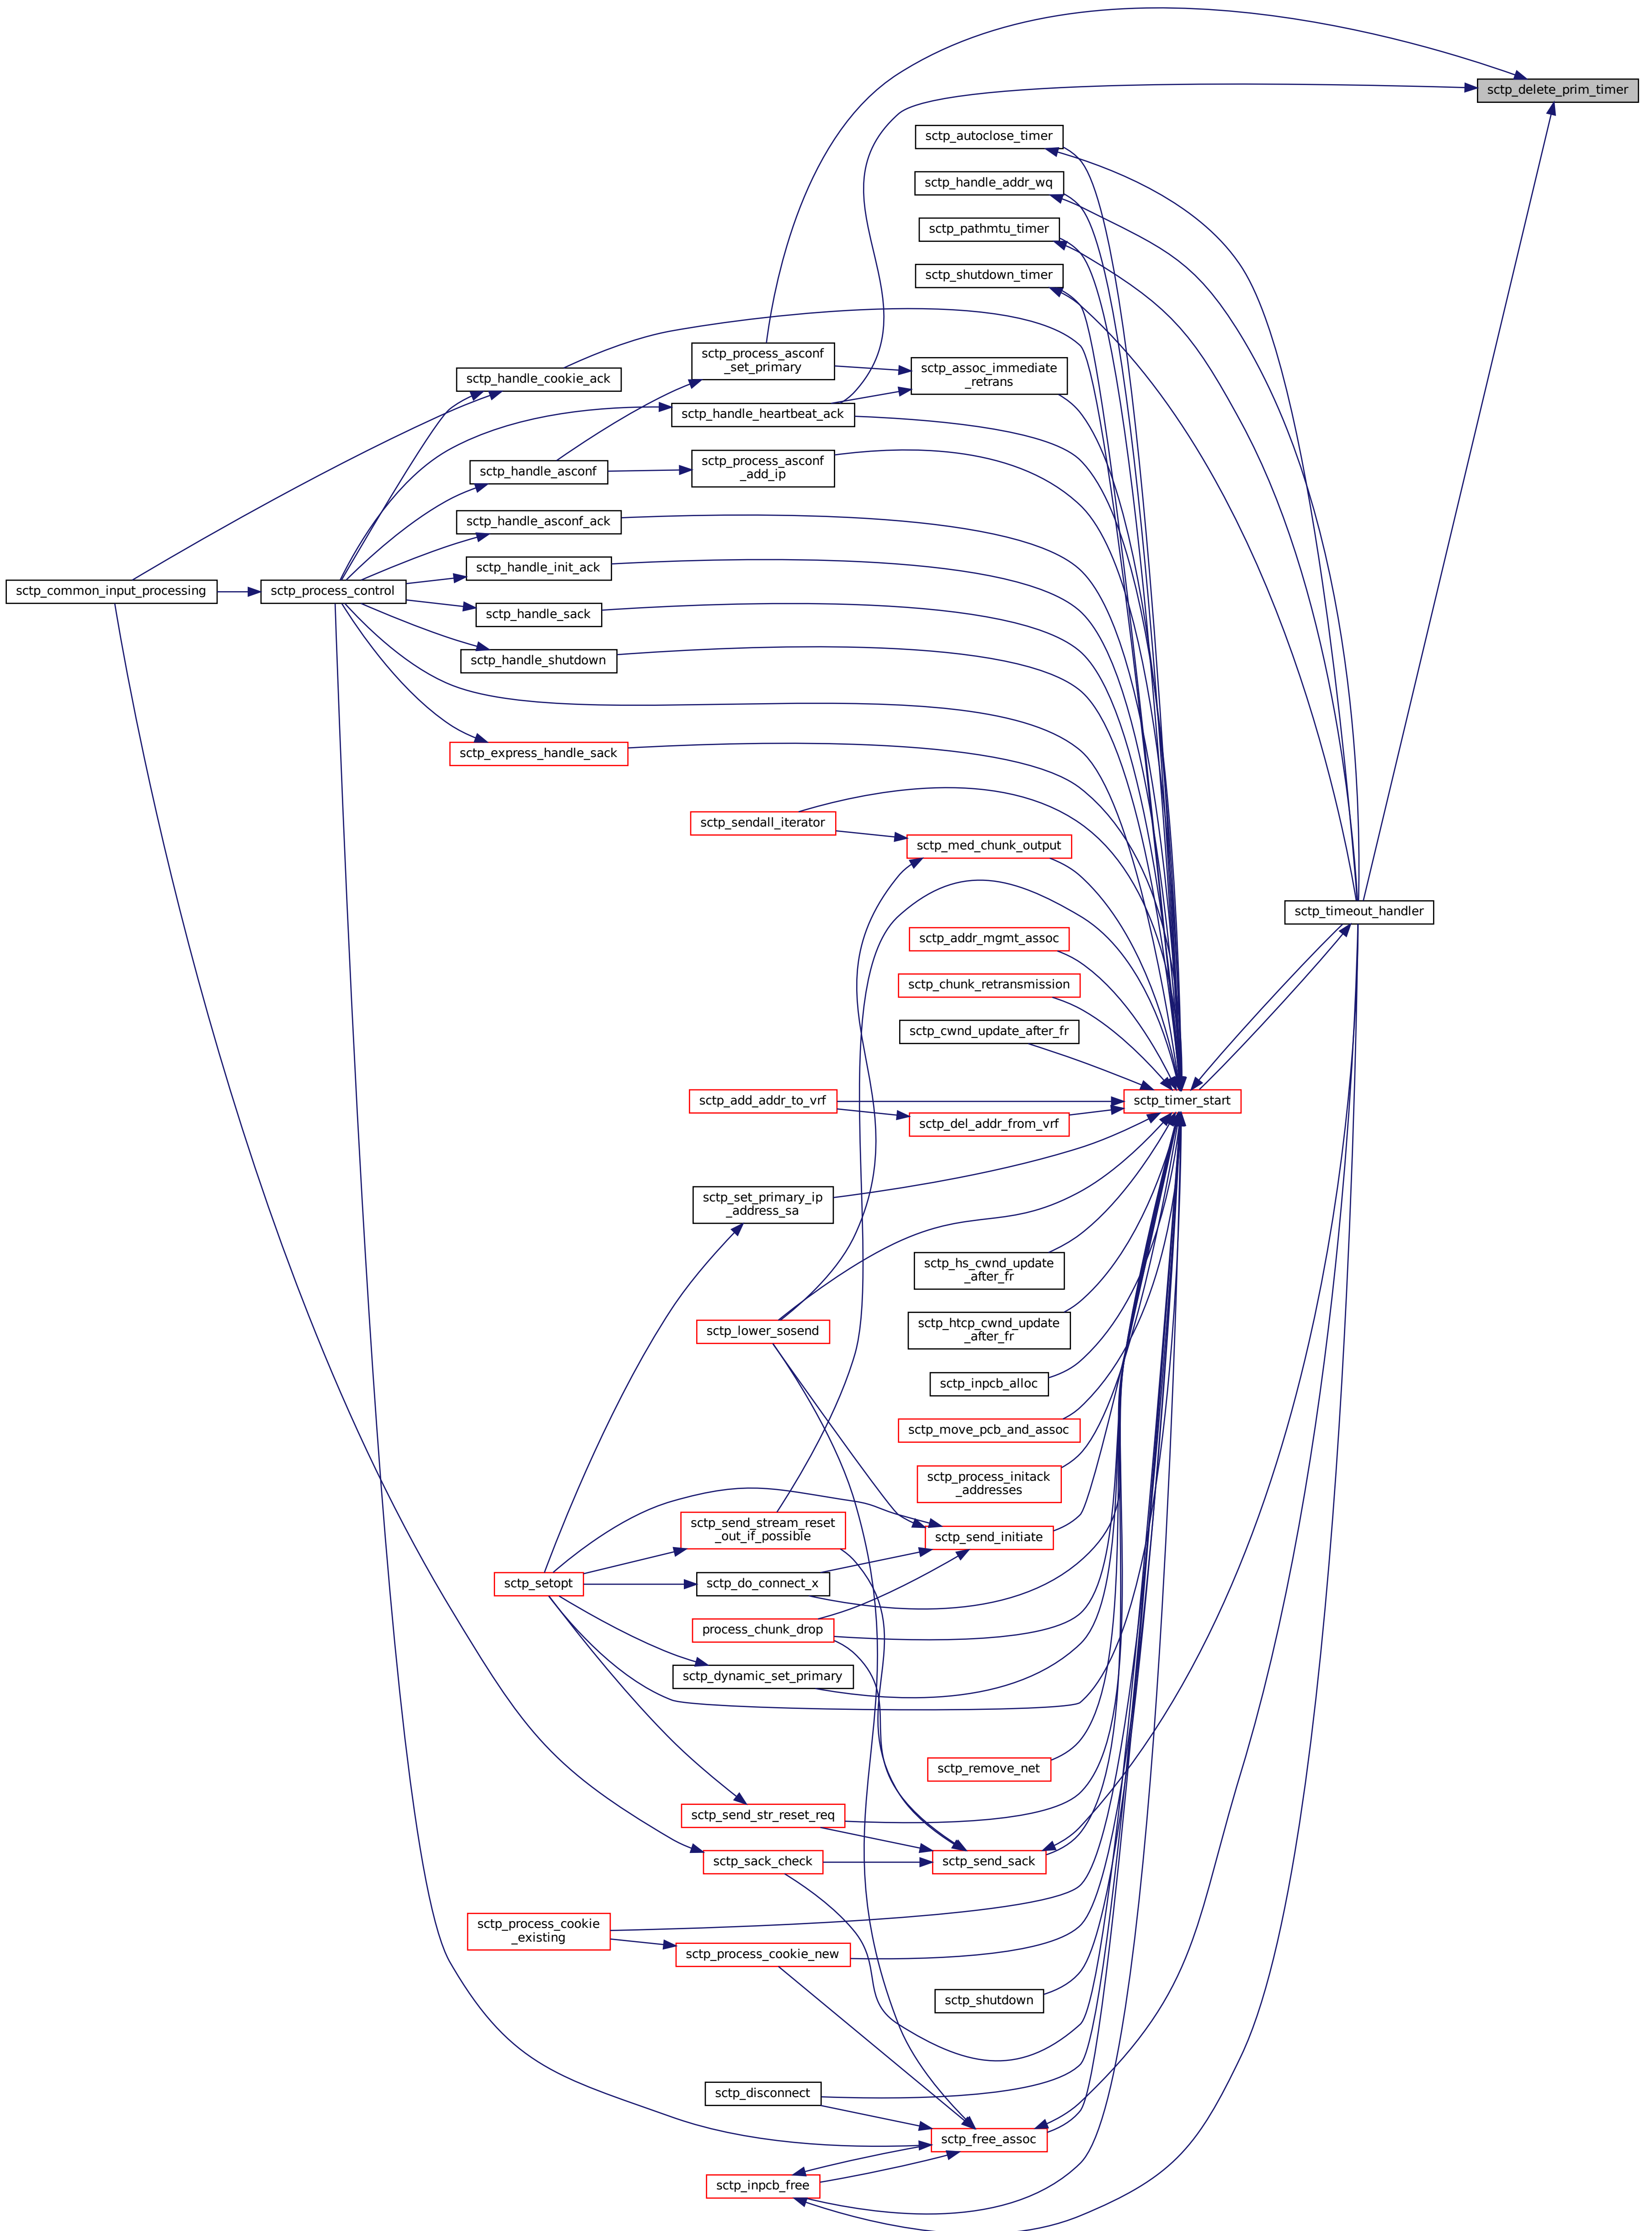 sctp_delete_prim_timer
sctp_autoclose_timer
sctp_handle_addr_wq
sctp_pathmtu_timer
sctp_shutdown_timer
sctp_process_asconf
_set_primary
sctp_assoc_immediate
_retrans
sctp_handle_cookie_ack
sctp_handle_heartbeat_ack
sctp_process_asconf
_add_ip
sctp_handle_asconf
sctp_handle_asconf_ack
sctp_handle_init_ack
sctp_common_input_processing
sctp_process_control
sctp_handle_sack
sctp_handle_shutdown
sctp_express_handle_sack
sctp_sendall_iterator
sctp_med_chunk_output
sctp_timeout_handler
sctp_addr_mgmt_assoc
sctp_chunk_retransmission
sctp_cwnd_update_after_fr
sctp_add_addr_to_vrf
sctp_timer_start
sctp_del_addr_from_vrf
sctp_set_primary_ip
_address_sa
sctp_hs_cwnd_update
_after_fr
sctp_lower_sosend
sctp_htcp_cwnd_update
_after_fr
sctp_inpcb_alloc
sctp_move_pcb_and_assoc
sctp_process_initack
_addresses
sctp_send_stream_reset
_out_if_possible
sctp_send_initiate
sctp_setopt
sctp_do_connect_x
process_chunk_drop
sctp_dynamic_set_primary
sctp_remove_net
sctp_send_str_reset_req
sctp_sack_check
sctp_send_sack
sctp_process_cookie
_existing
sctp_process_cookie_new
sctp_shutdown
sctp_disconnect
sctp_free_assoc
sctp_inpcb_free